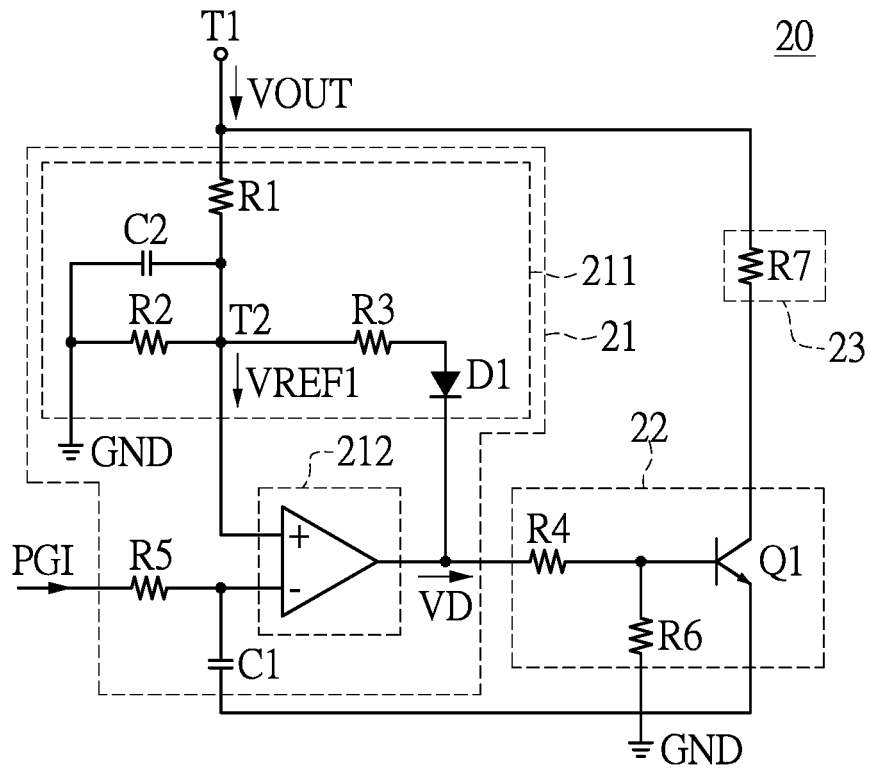 T1
20
VOUT
R1
C2
R7
211
R2
T2
R3
21
23
D1
VREF1
GND
212
22
R4
PGI
R5
+
-
VD
Q1
R6
C1
GND